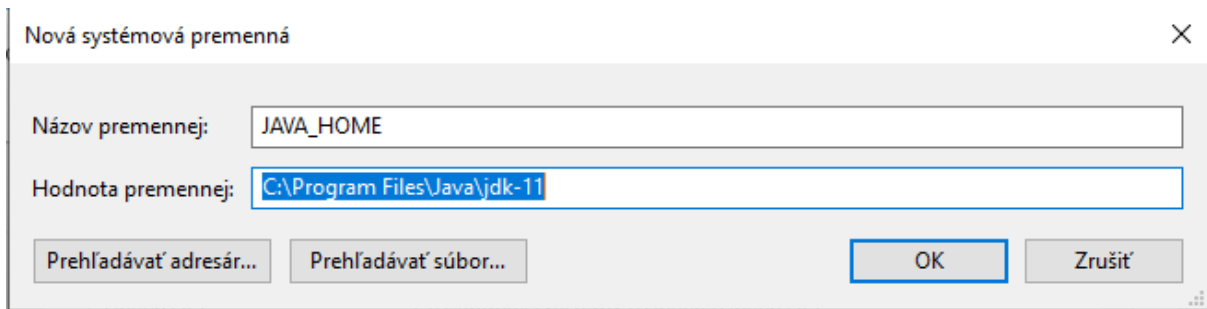 Nová systémová premenná
Názov premennej: JAVA_HOME
Hodnota premennej: C:\Program Files\Java\jdk-11
Prehľadávať adresár... Prehľadávať súbor... OK Zrušiť